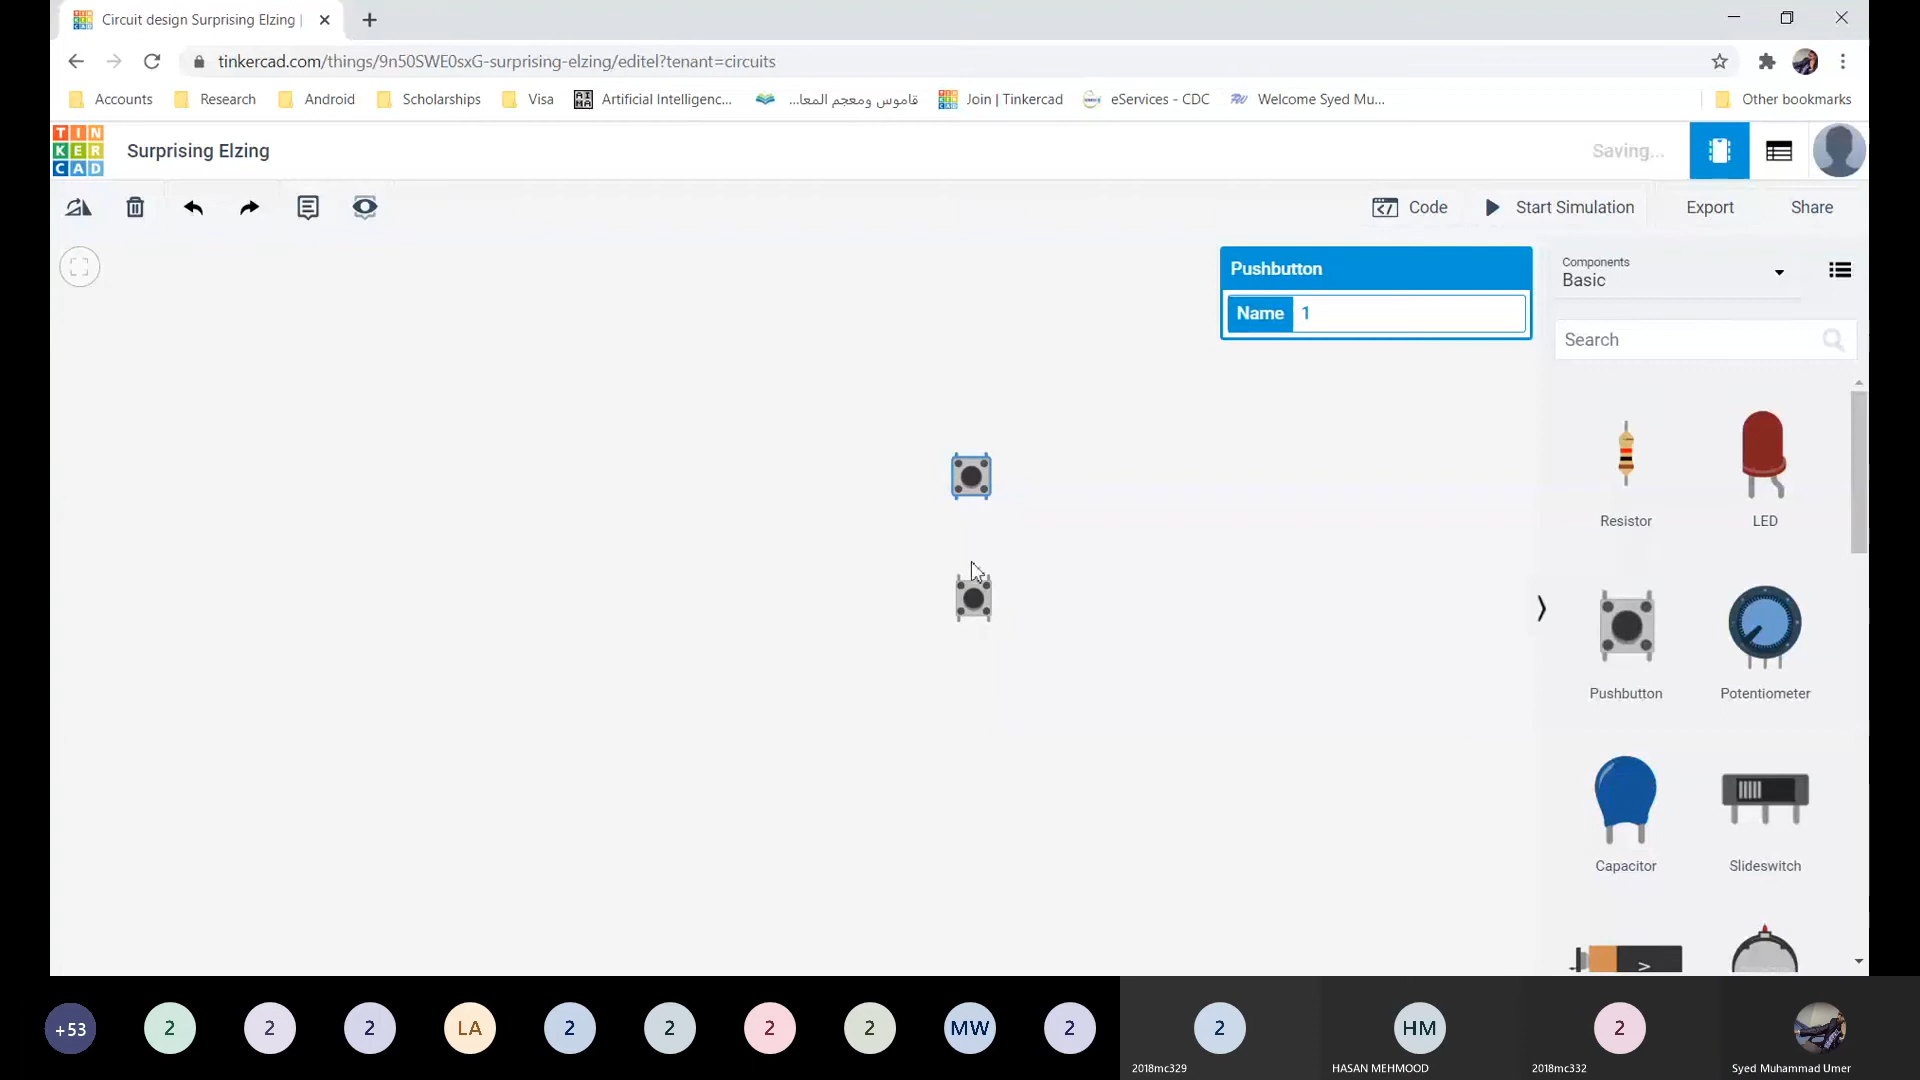 Circuit design Surprising Elzing |
tinkercad.com/things/9n50SWE0sxG-surprising-elzing/editel?tenant=circuits
Accounts
Research
Android
Scholarships
Visa
AI
MA
Artificial Intelligenc...
قاموس ومعجم المعا...
Join | Tinkercad
eServices - CDC
Welcome Syed Mu...
Other bookmarks
TIN
KER
CAD
Surprising Elzing
Saving...
Code
Start Simulation
Export
Share
Pushbutton
Name 1
Components
Basic
Search
Resistor
LED
Pushbutton
Potentiometer
Capacitor
Slideswitch
+53
2
2
2
LA
2
2
2
2
MW
2
2
HM
2
2018mc329
HASAN MEHMOOD
2018mc332
Syed Muhammad Umer